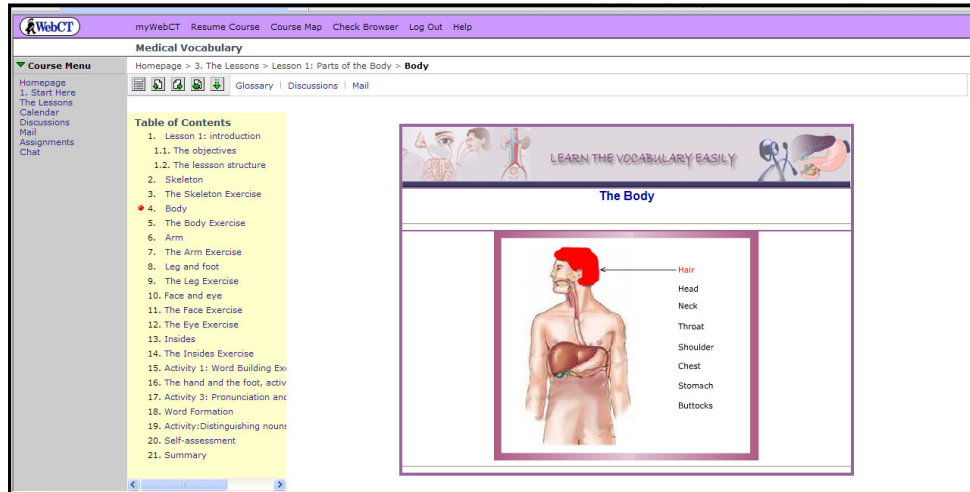 WebCT
myWebCT Resume Course Course Map Check Browser Log Out Help
Medical Vocabulary
Course Menu
Homepage > 3. The Lessons > Lesson 1: Parts of the Body > Body
Homepage
1. Start Here
The Lessons
Calendar
Discussions
Mail
Assignments
Chat
Glossary | Discussions | Mail
Table of Contents
1. Lesson 1: introduction
1.1. The objectives
1.2. The lessson structure
2. Skeleton
3. The Skeleton Exercise
4. Body
5. The Body Exercise
6. Arm
7. The Arm Exercise
8. Leg and foot
9. The Leg Exercise
10. Face and eye
11. The Face Exercise
12. The Eye Exercise
13. Insides
14. The Insides Exercise
15. Activity 1: Word Building Exe
16. The hand and the foot, activ
17. Activity 3: Pronunciation and
18. Word Formation
19. Activity:Distinguishing nouns
20. Self-assessment
21. Summary
LEARN THE VOCABULARY EASILY
The Body
Hair
Head
Neck
Throat
Shoulder
Chest
Stomach
Buttocks